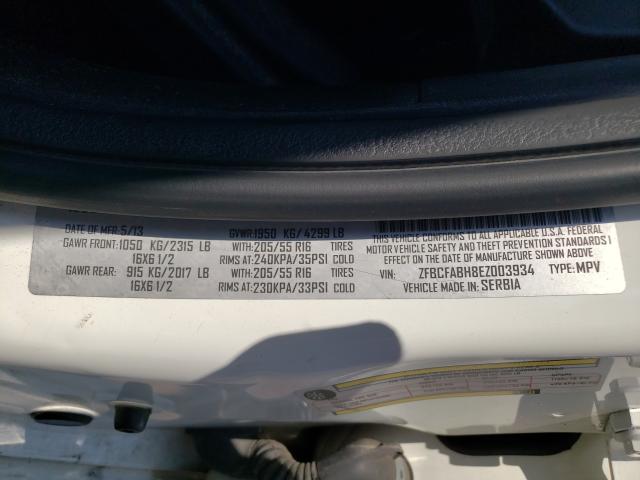 DATE OF MFR.5/13 GVWR:1950 KG/4299 LB
GAWR FRONT:1050 KG/2315 LB WITH:205/55 R16 TIRES
16X6 1/2 RIMS AT:240KPA/35PSI COLD
GAWR REAR: 915 KG/2017 LB WITH:205/55 R16 TIRES
16X6 1/2 RIMS AT:230KPA/33PSI COLD
THIS VEHICLE CONFORMS TO ALL APPLICABLE U.S.A. FEDERAL
MOTOR VEHICLE SAFETY AND THEFT PREVENTION STANDARDS I
EFFECT ON THE DATE OF MANUFACTURE SHOWN ABOVE.
VIN: ZFBCFABH8EZ003934 TYPE:MPV
VEHICLE MADE IN: SERBIA